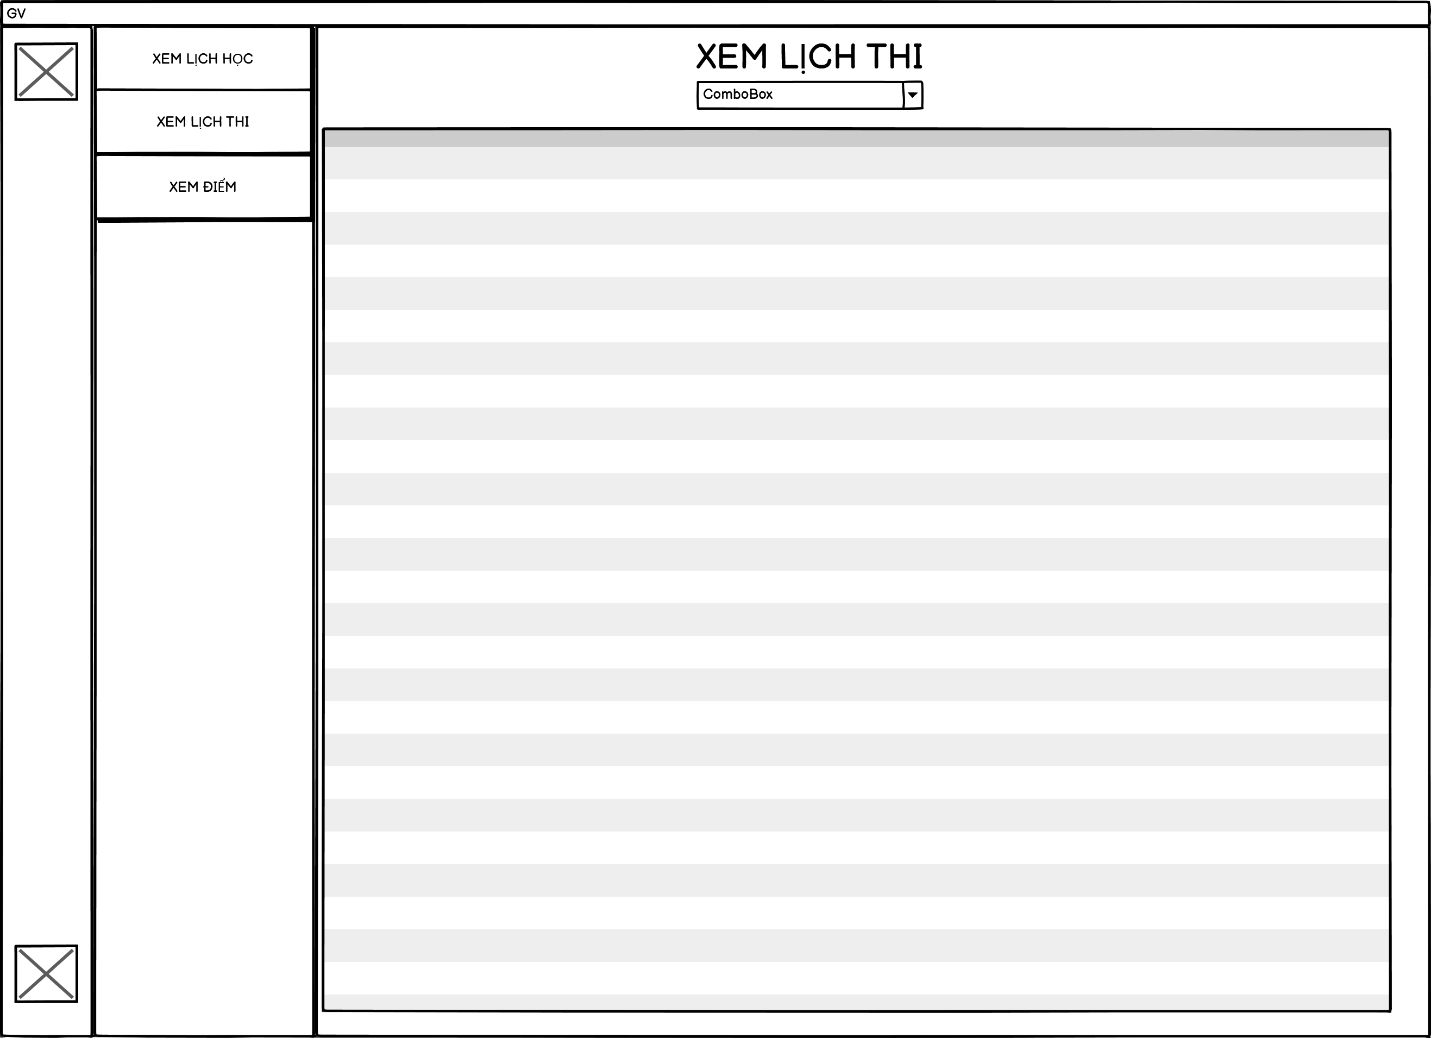 GV
XEM LỊCH HỌC
XEM LỊCH THI
XEM ĐIỂM
XEM LỊCH THI
ComboBox